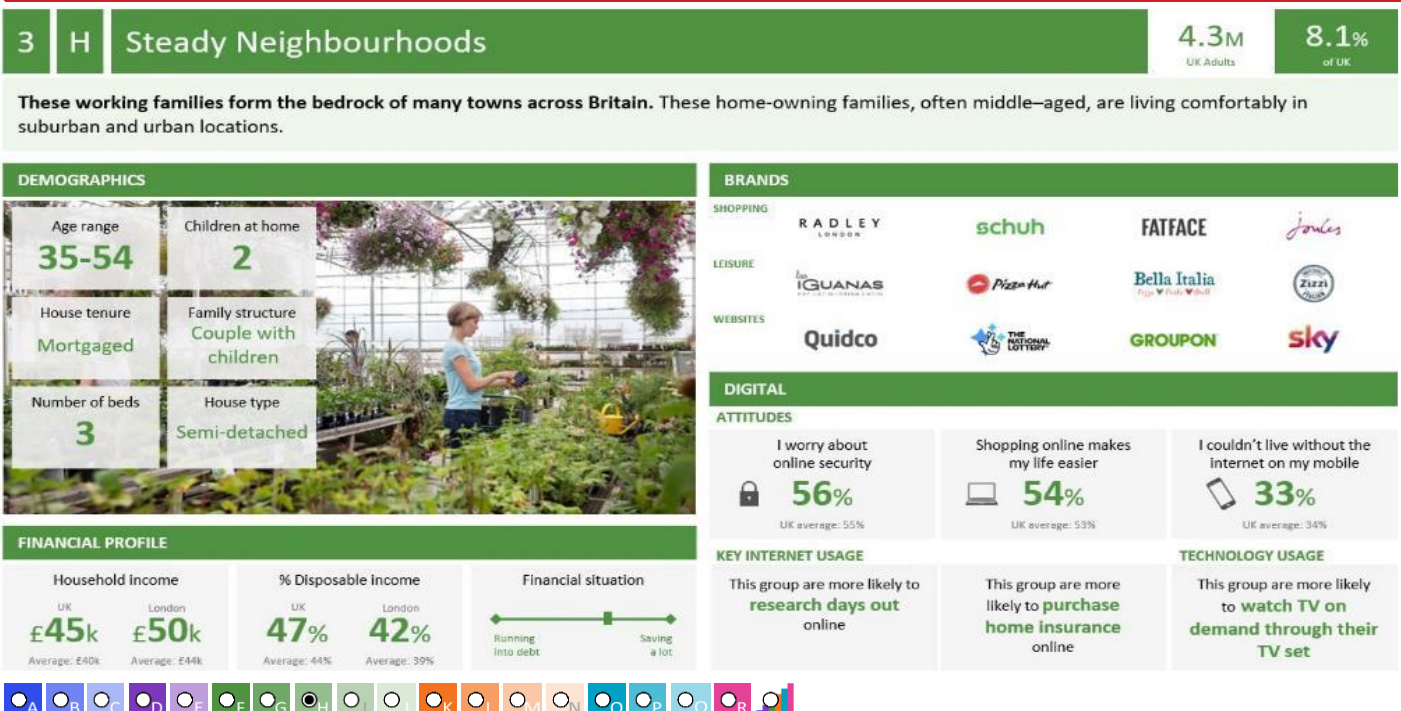 3 H Steady Neighbourhoods
4.3M
UK Adults
8.1%
of UK
These working families form the bedrock of many towns across Britain. These home-owning families, often middle–aged, are living comfortably in
suburban and urban locations.
DEMOGRAPHICS
Age range
35-54
Children at home
2
House tenure
Mortgaged
Family structure
Couple with
children
Number of beds
3
House type
Semi-detached
FINANCIAL PROFILE
Household income
UK
£45k
Average: £40k
London
£50k
Average: £44k
% Disposable income
UK
47%
Average: 44%
London
42%
Average: 39%
Financial situation
Running
into debt
Saving
a lot
BRANDS
SHOPPING
RADLEY
LONDON
schuh
FATFACE
Joules
LEISURE
las
iGUANAS
Pizza Hut
Bella Italia
Zizzi
WEBSITES
Quidco
THE
NATIONAL
LOTTERY
GROUPON
sky
DIGITAL
ATTITUDES
I worry about
online security
56%
UK average: 55%
Shopping online makes
my life easier
54%
UK average: 53%
I couldn't live without the
internet on my mobile
33%
UK average: 34%
KEY INTERNET USAGE
This group are more likely to
research days out
online
This group are more
likely to purchase
home insurance
online
TECHNOLOGY USAGE
This group are more likely
to watch TV on
demand through their
TV set
A B C D E F G H I J K L M N O P Q R